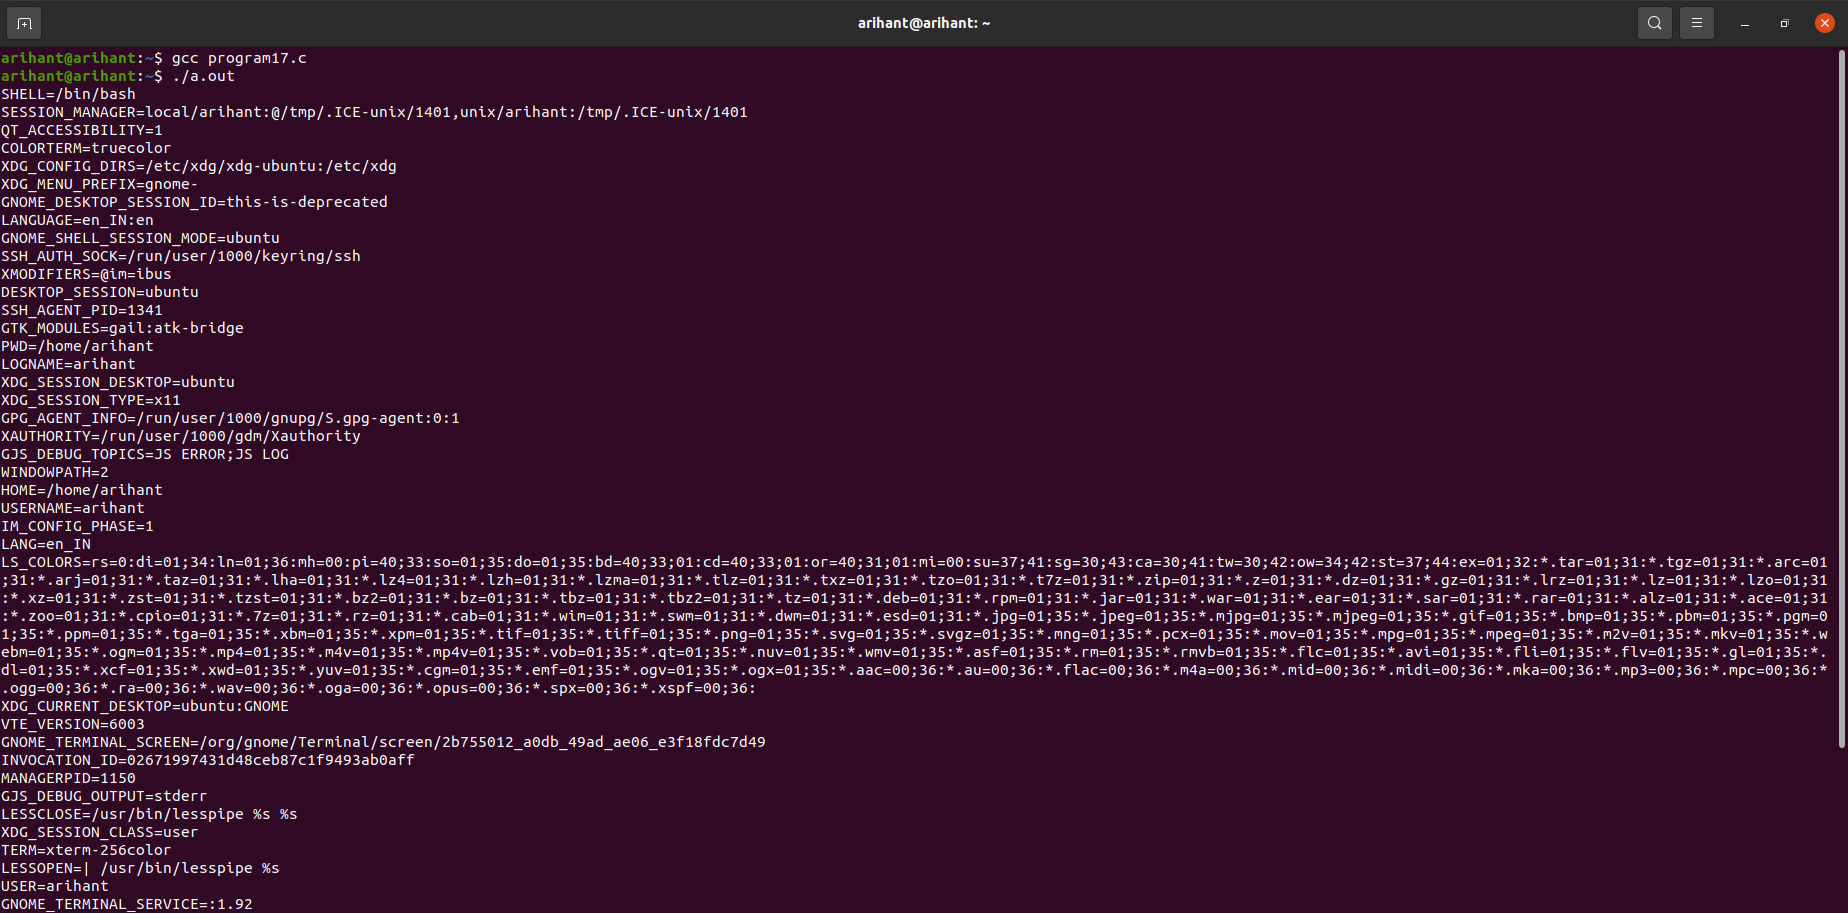 arihant@arihant: ~
arihant@arihant:~$ gcc program17.c
arihant@arihant:~$ ./a.out
SHELL=/bin/bash
SESSION_MANAGER=local/arihant:@/tmp/.ICE-unix/1401,unix/arihant:/tmp/.ICE-unix/1401
QT_ACCESSIBILITY=1
COLORTERM=truecolor
XDG_CONFIG_DIRS=/etc/xdg/xdg-ubuntu:/etc/xdg
XDG_MENU_PREFIX=gnome-
GNOME_DESKTOP_SESSION_ID=this-is-deprecated
LANGUAGE=en_IN:en
GNOME_SHELL_SESSION_MODE=ubuntu
SSH_AUTH_SOCK=/run/user/1000/keyring/ssh
XMODIFIERS=@im=ibus
DESKTOP_SESSION=ubuntu
SSH_AGENT_PID=1341
GTK_MODULES=gail:atk-bridge
PWD=/home/arihant
LOGNAME=arihant
XDG_SESSION_DESKTOP=ubuntu
XDG_SESSION_TYPE=x11
GPG_AGENT_INFO=/run/user/1000/gnupg/S.gpg-agent:0:1
XAUTHORITY=/run/user/1000/gdm/Xauthority
GJS_DEBUG_TOPICS=JS ERROR;JS LOG
WINDOWPATH=2
HOME=/home/arihant
USERNAME=arihant
IM_CONFIG_PHASE=1
LANG=en_IN
LS_COLORS=rs=0:di=01;34:ln=01;36:mh=00:pi=40;33:so=01;35:do=01;35:bd=40;33;01:cd=40;33;01:or=40;31;01:mi=00:su=37;41:sg=30;43:ca=30;41:tw=30;42:ow=34;42:st=37;44:ex=01;32:*.tar=01;31:*.tgz=01;31:*.arc=01
;31:*.arj=01;31:*.taz=01;31:*.lha=01;31:*.lz4=01;31:*.lzh=01;31:*.lzma=01;31:*.tlz=01;31:*.txz=01;31:*.tzo=01;31:*.t7z=01;31:*.zip=01;31:*.z=01;31:*.dz=01;31:*.gz=01;31:*.lrz=01;31:*.lz=01;31:*.lzo=01;31
:*.xz=01;31:*.zst=01;31:*.tzst=01;31:*.bz2=01;31:*.bz=01;31:*.tbz=01;31:*.tbz2=01;31:*.tz=01;31:*.deb=01;31:*.rpm=01;31:*.jar=01;31:*.war=01;31:*.ear=01;31:*.sar=01;31:*.rar=01;31:*.alz=01;31:*.ace=01;31
:*.zoo=01;31:*.cpio=01;31:*.7z=01;31:*.rz=01;31:*.cab=01;31:*.wim=01;31:*.swm=01;31:*.dwm=01;31:*.esd=01;31:*.jpg=01;35:*.jpeg=01;35:*.mjpg=01;35:*.mjpeg=01;35:*.gif=01;35:*.bmp=01;35:*.pbm=01;35:*.pgm=0
1;35:*.ppm=01;35:*.tga=01;35:*.xbm=01;35:*.xpm=01;35:*.tif=01;35:*.tiff=01;35:*.png=01;35:*.svg=01;35:*.svgz=01;35:*.mng=01;35:*.pcx=01;35:*.mov=01;35:*.mpg=01;35:*.mpeg=01;35:*.m2v=01;35:*.mkv=01;35:*.w
ebm=01;35:*.ogm=01;35:*.mp4=01;35:*.m4v=01;35:*.mp4v=01;35:*.vob=01;35:*.qt=01;35:*.nuv=01;35:*.wmv=01;35:*.asf=01;35:*.rm=01;35:*.rmvb=01;35:*.flc=01;35:*.avi=01;35:*.fli=01;35:*.flv=01;35:*.gl=01;35:*.
dl=01;35:*.xcf=01;35:*.xwd=01;35:*.yuv=01;35:*.cgm=01;35:*.emf=01;35:*.ogv=01;35:*.ogx=01;35:*.aac=00;36:*.au=00;36:*.flac=00;36:*.m4a=00;36:*.mid=00;36:*.midi=00;36:*.mka=00;36:*.mp3=00;36:*.mpc=00;36:*
.ogg=00;36:*.ra=00;36:*.wav=00;36:*.oga=00;36:*.opus=00;36:*.spx=00;36:*.xspf=00;36:
XDG_CURRENT_DESKTOP=ubuntu:GNOME
VTE_VERSION=6003
GNOME_TERMINAL_SCREEN=/org/gnome/Terminal/screen/2b755012_a0db_49ad_ae06_e3f18fdc7d49
INVOCATION_ID=02671997431d48ceb87c1f9493ab0aff
MANAGERPID=1150
GJS_DEBUG_OUTPUT=stderr
LESSCLOSE=/usr/bin/lesspipe %s %s
XDG_SESSION_CLASS=user
TERM=xterm-256color
LESSOPEN=| /usr/bin/lesspipe %s
USER=arihant
GNOME_TERMINAL_SERVICE=:1.92